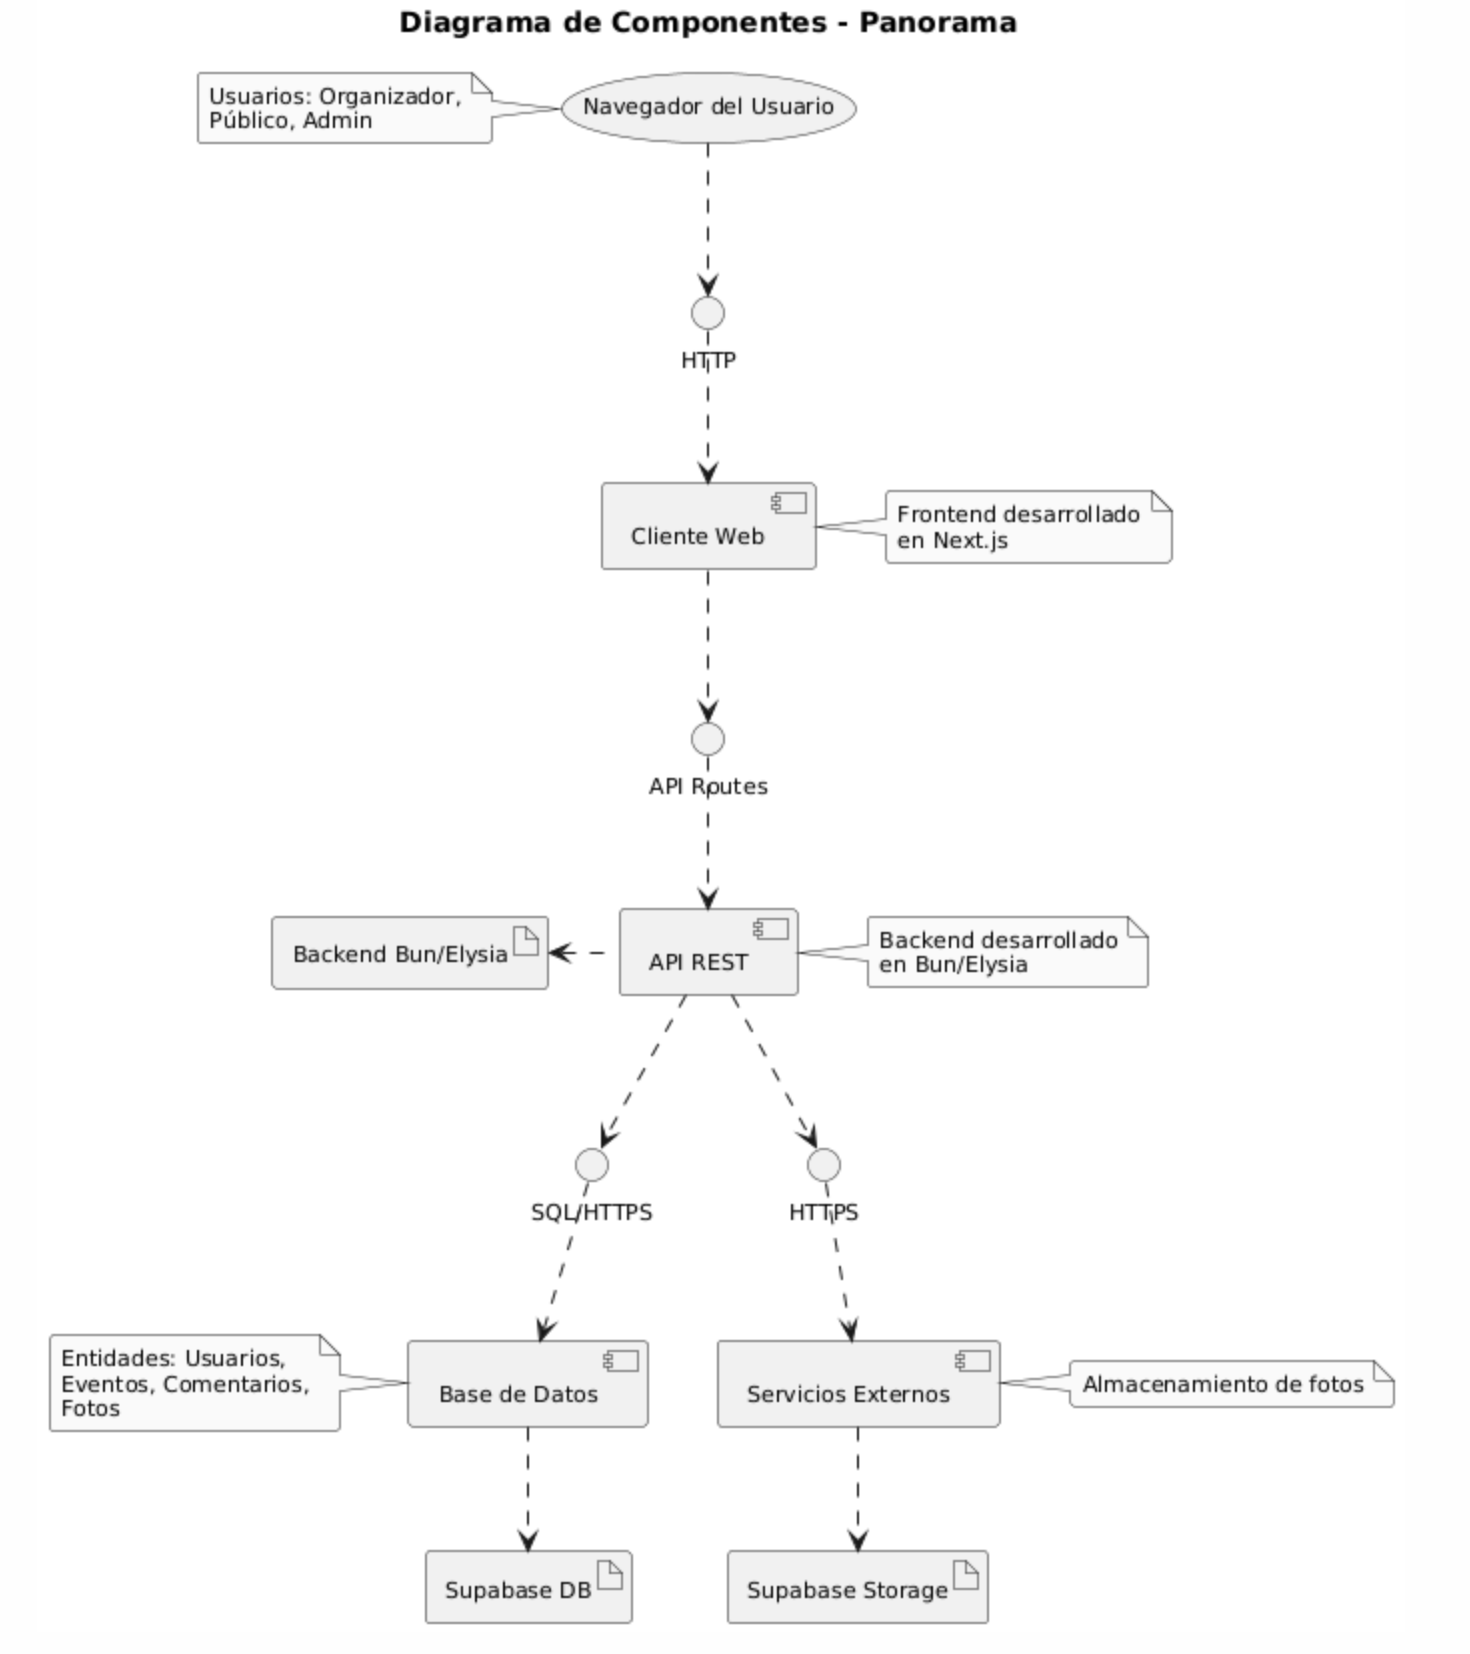 Diagrama de Componentes - Panorama
Usuarios: Organizador,
Público, Admin
Navegador del Usuario
HTTP
Cliente Web
Frontend desarrollado
en Next.js
API Routes
Backend Bun/Elysia
API REST
Backend desarrollado
en Bun/Elysia
SQL/HTTPS
HTTPS
Entidades: Usuarios,
Eventos, Comentarios,
Fotos
Base de Datos
Servicios Externos
Almacenamiento de fotos
Supabase DB
Supabase Storage